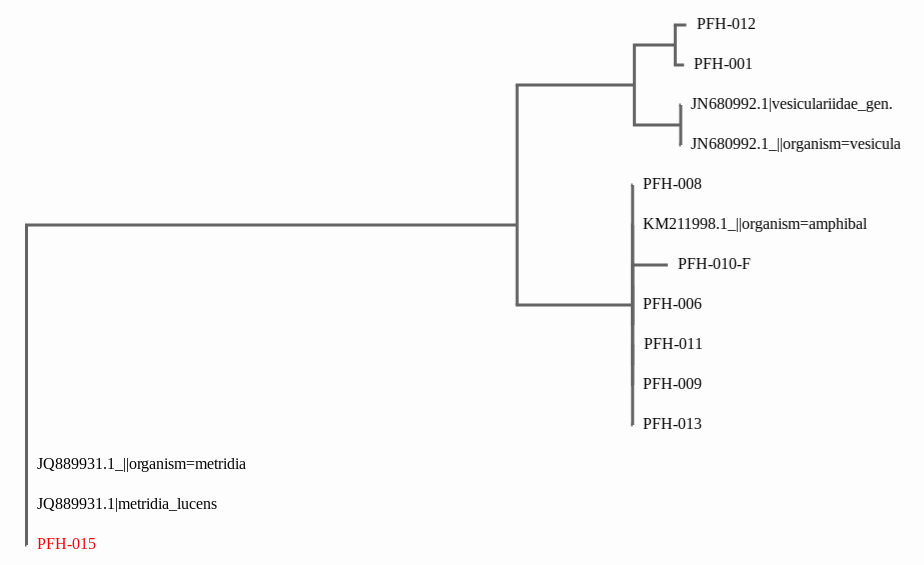 PFH-012
PFH-001
JN680992.1|vesiculariidae_gen.
JN680992.1_||organism=vesicula
PFH-008
KM211998.1_||organism=amphibal
PFH-010-F
PFH-006
PFH-011
PFH-009
PFH-013
JQ889931.1_||organism=metridia
JQ889931.1|metridia_lucens
PFH-015